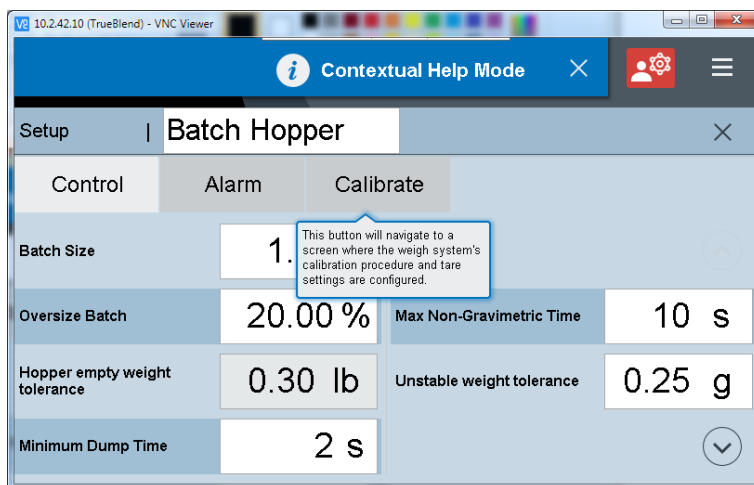 10.2.42.10 (TrueBlend) - VNC Viewer
Contextual Help Mode
Setup | Batch Hopper
Control Alarm Calibrate
This button will navigate to a
screen where the weigh system's
calibration procedure and tare
settings are configured.
Batch Size 1.
Oversize Batch 20.00 % Max Non-Gravimetric Time 10 s
Hopper empty weight
tolerance 0.30 lb Unstable weight tolerance 0.25 g
Minimum Dump Time 2 s